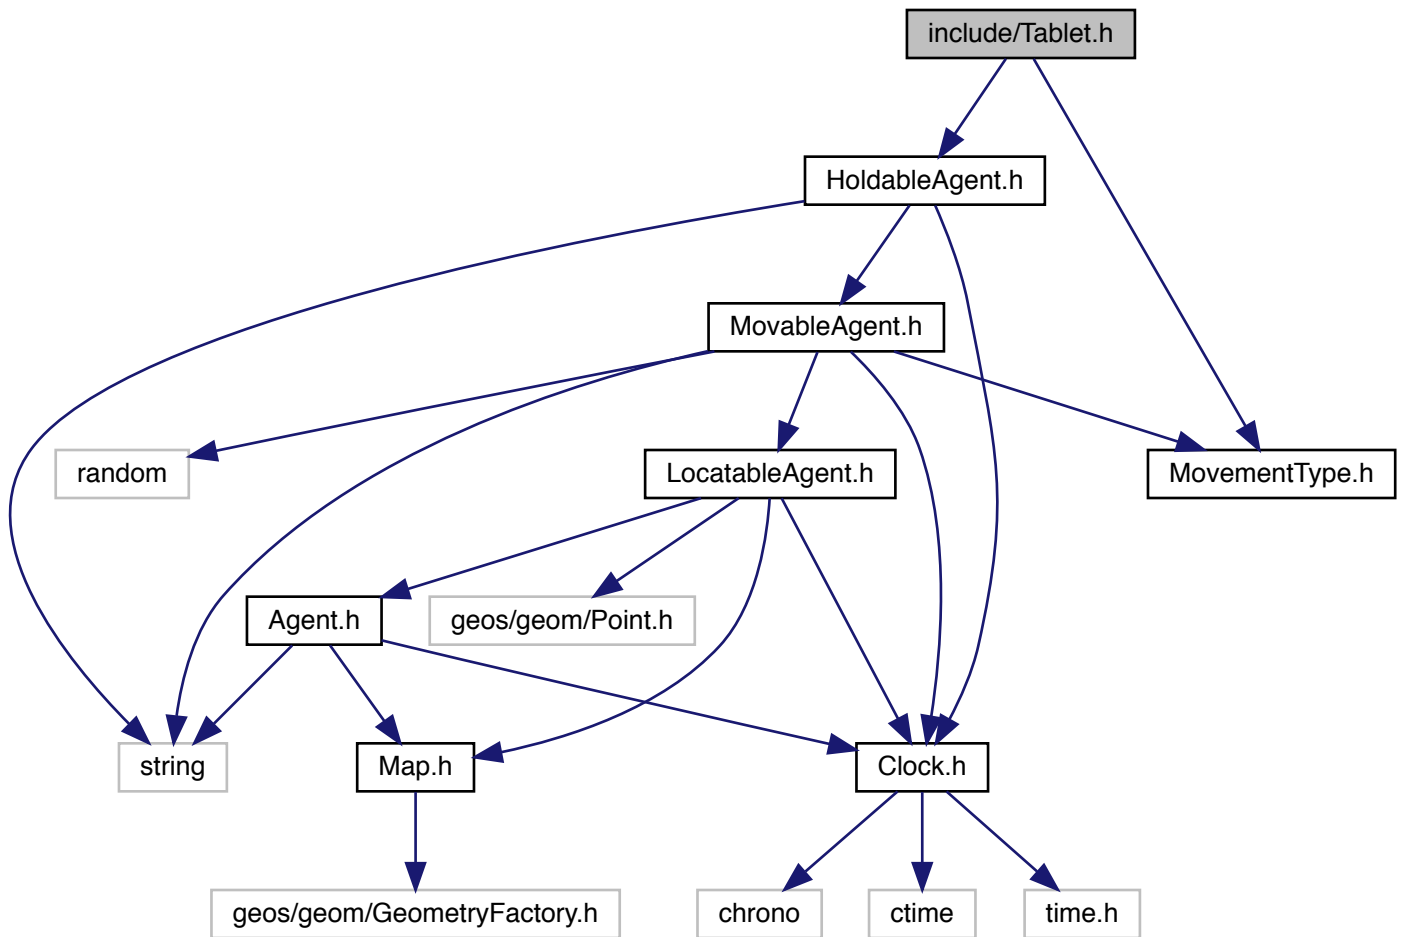 include/Tablet.h
HoldableAgent.h
MovableAgent.h
random
LocatableAgent.h
MovementType.h
Agent.h
geos/geom/Point.h
string
Map.h
Clock.h
geos/geom/GeometryFactory.h
chrono
ctime
time.h